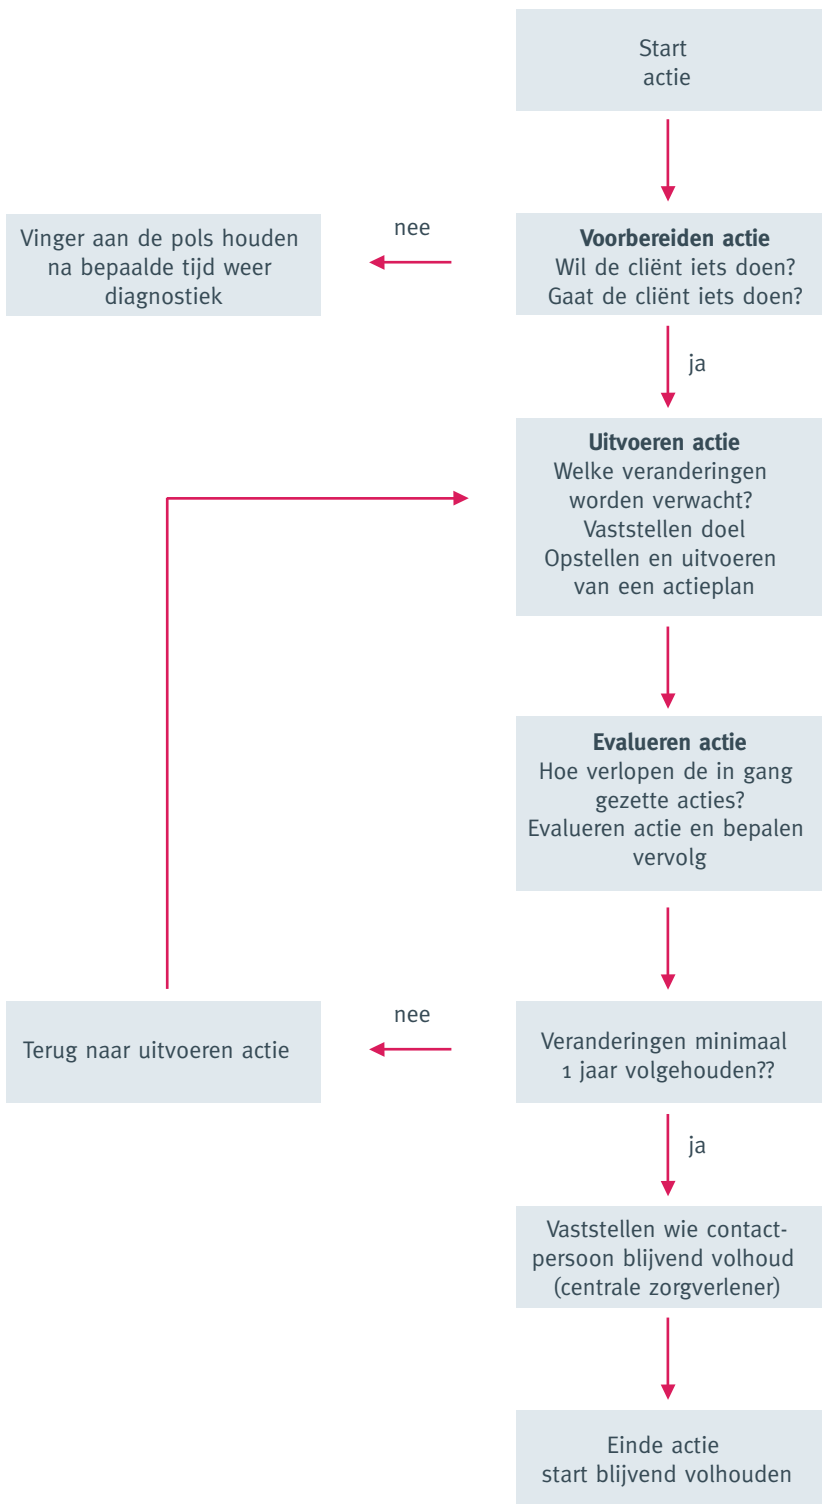 Start
actie
nee
Vinger aan de pols houden
na bepaalde tijd weer
diagnostiek
Voorbereiden actie
Wil de cliënt iets doen?
Gaat de cliënt iets doen?
ja
Uitvoeren actie
Welke veranderingen
worden verwacht?
Vaststellen doel
Opstellen en uitvoeren
van een actieplan
Evalueren actie
Hoe verlopen de in gang
gezette acties?
Evalueren actie en bepalen
vervolg
nee
Terug naar uitvoeren actie
Veranderingen minimaal
1 jaar volgehouden??
ja
Vaststellen wie contact-
persoon blijvend volhoud
(centrale zorgverlener)
Einde actie
start blijvend volhouden